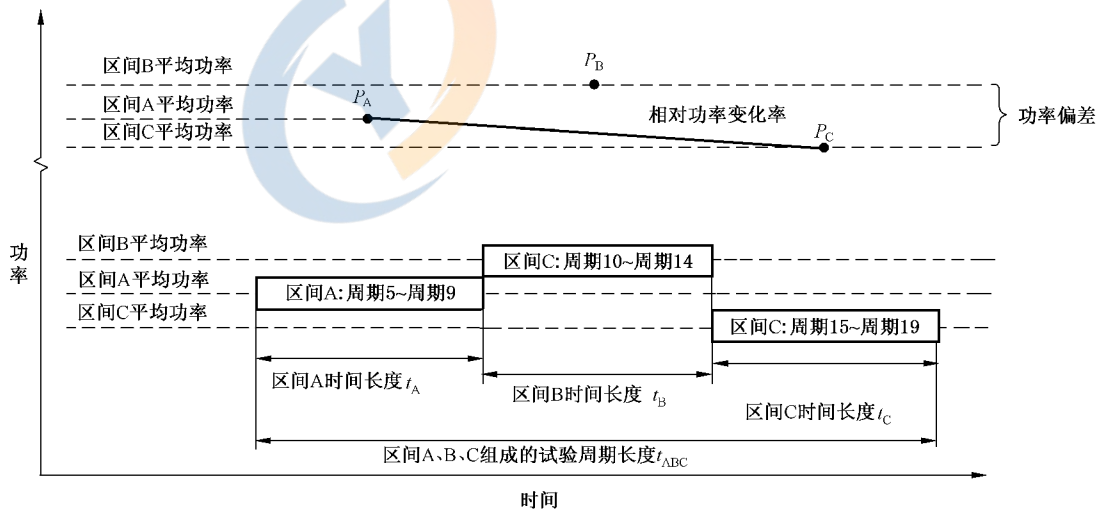 区间B平均功率
P_B
区间A平均功率
P_A
相对功率变化率
功率偏差
区间C平均功率
P_C
功率
区间B平均功率
区间C:周期10~周期14
区间A平均功率
区间A:周期5~周期9
区间C平均功率
区间C:周期15~周期19
区间A时间长度t_A
区间B时间长度 t_B
区间C时间长度t_C
区间A、B、C组成的试验周期长度t_ABC
时间